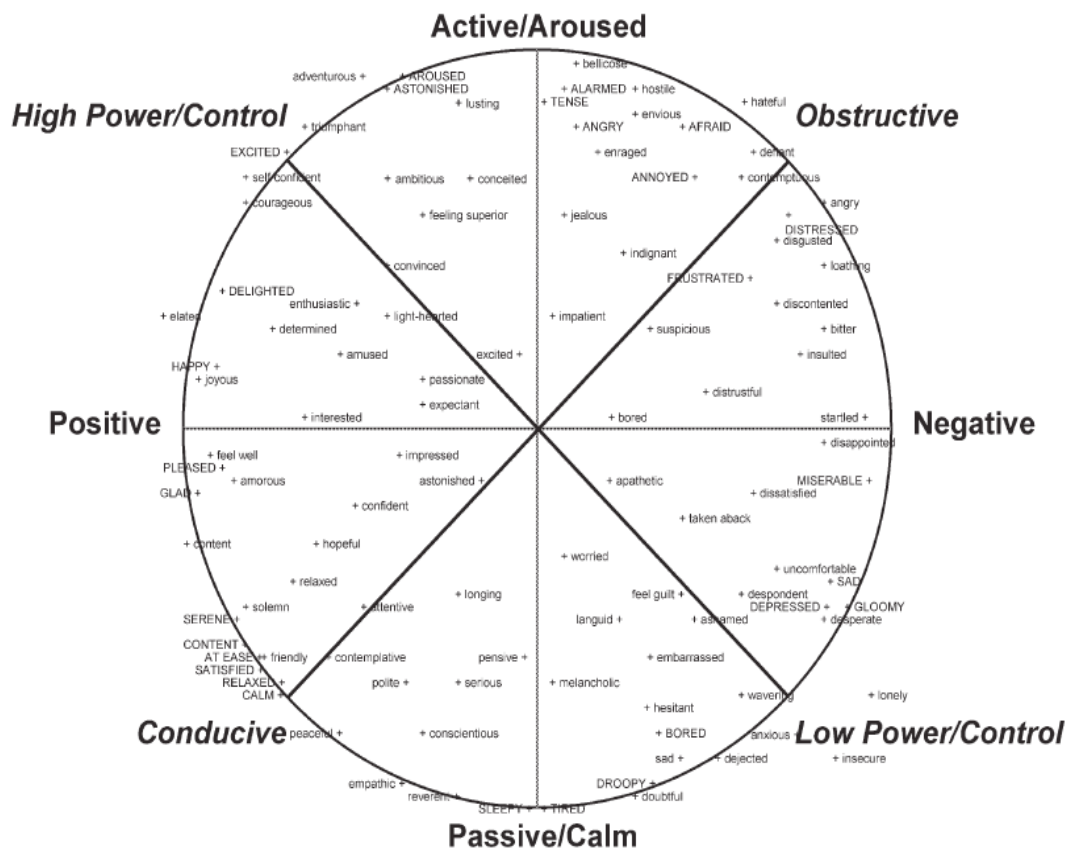 Active/Aroused
+ bellicose
adventurous +
+ AROUSED
+ ASTONISHED
+ ALARMED
+ hostile
+ lusting
+ TENSE
+ hateful
High Power/Control
+ envious
Obstructive
+ triumphant
+ ANGRY
+ AFRAID
EXCITED +
+ enraged
+ defiant
+ self confident
+ ambitious
+ conceited
ANNOYED +
+ contemptuous
+ courageous
+ angry
+ feeling superior
+ jealous
+
DISTRESSED
+ disgusted
+ indignant
+ convinced
+ loathing
FRUSTRATED +
+ DELIGHTED
enthusiastic +
+ discontented
+ elated
+ light-hearted
+ impatient
+ determined
+ suspicious
+ bitter
+ amused
excited +
+ insulted
HAPPY +
+ joyous
+ passionate
+ distrustful
+ expectant
+ interested
+ bored
startled +
Positive
Negative
+ disappointed
+ feel well
+ impressed
PLEASED +
+ amorous
astonished +
+ apathetic
MISERABLE +
GLAD +
+ dissatisfied
+ confident
+ taken aback
+ content
+ hopeful
+ worried
+ uncomfortable
+ relaxed
+ SAD
+ longing
feel guilt +
+ despondent
+ solemn
+ attentive
DEPRESSED +
+ GLOOMY
SERENE +
languid +
+ ashamed
+ desperate
CONTENT +
AT EASE +
+ friendly
+ contemplative
pensive +
+ embarrassed
SATISFIED +
RELAXED +
polite +
+ serious
+ melancholic
CALM +
+ wavering
+ lonely
+ hesitant
Conducive
peaceful +
+ conscientious
+ BORED
anxious +
Low Power/Control
sad +
+ dejected
+ insecure
empathic +
DROOPY +
reverent +
+ doubtful
SLEEPY +
+ TIRED
Passive/Calm